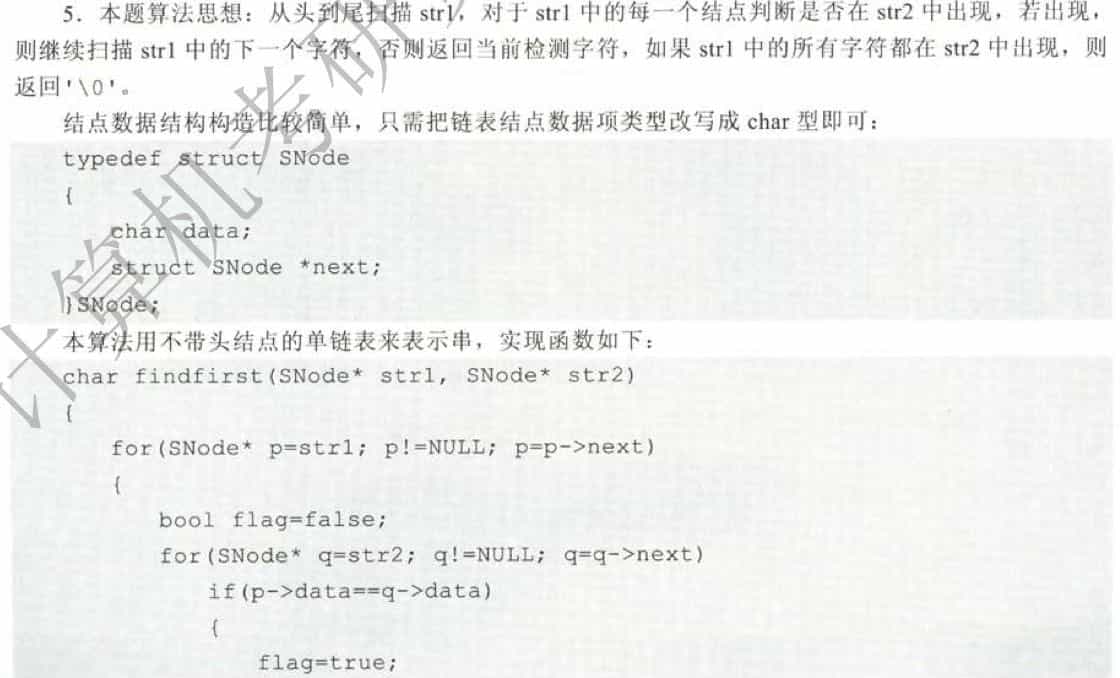 5．本题算法思想：从头到尾扫描 str1，对于 str1 中的每一个结点判断是否在 str2 中出现，若出现，
则继续扫描 str1 中的下一个字符，否则返回当前检测字符，如果 str1 中的所有字符都在 str2 中出现，则
返回'\0'。
结点数据结构构造比较简单，只需把链表结点数据项类型改写成 char 型即可：
typedef struct SNode
{
char data;
struct SNode *next;
}SNode;
本算法用不带头结点的单链表来表示串，实现函数如下：
char findfirst(SNode* str1, SNode* str2)
{
for(SNode* p=str1; p!=NULL; p=p->next)
{
bool flag=false;
for(SNode* q=str2; q!=NULL; q=q->next)
if(p->data==q->data)
{
flag=true;
计算机考研